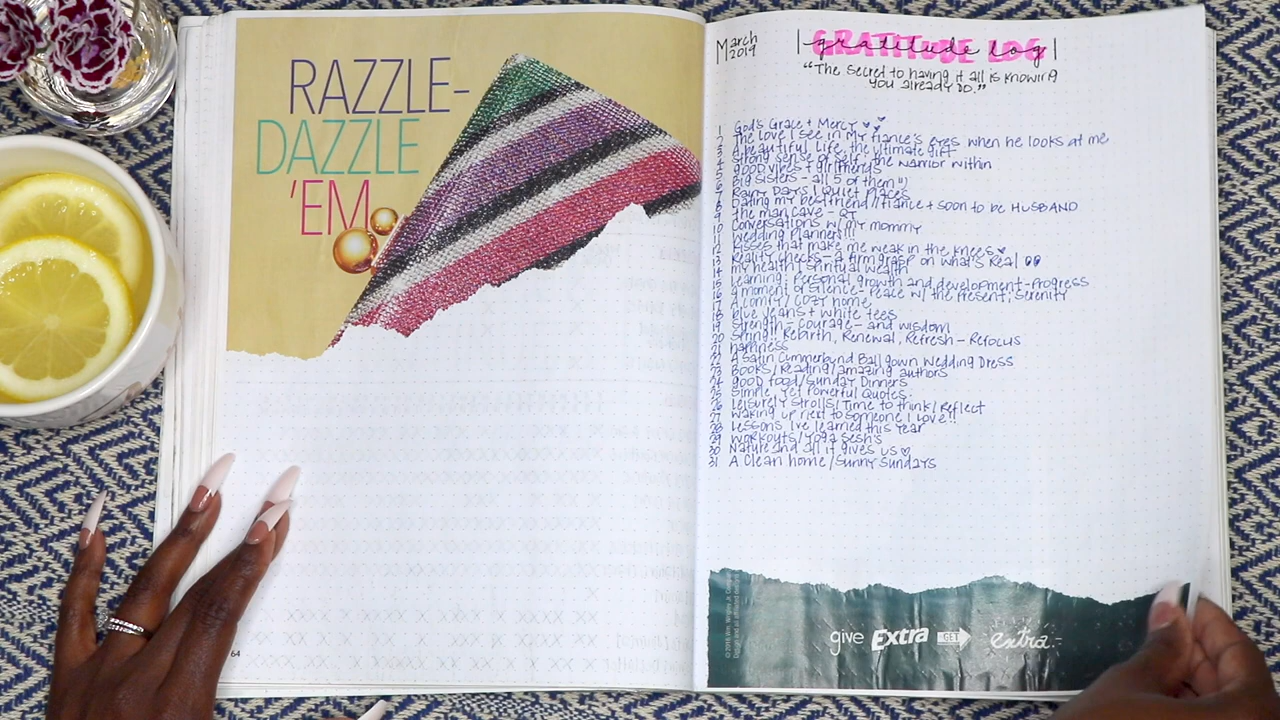 RAZZLE-
DAZZLE
'EM
64
March
2019
| gratitude log |
GRATITUDE LOG
"The secret to having it all is knowing
you already do."
1 God's Grace + Mercy ♥ ♥
2 The love I see in my fiance's eyes when he looks at me
3 A beautiful Life, the ultimate gift
4 Strong sense of self, the warrior within
5 good vibes + girlfriends
6 Big sisters - all 5 of them :)
7 Rainy Days / Quiet places
8 Dating my bestfriend//fiance + soon to be HUSBAND
9 The man cave - QT
10 Conversations w/ my mommy
11 Wedding Planner!!!
12 Kisses that make me weak in the knees ♥
13 Reality checks - a firm grasp on what's Real
14 my health / spiritual wealth
15 Learning: Personal growth and development - Progress
16 A moment of silence - Peace w/ the present, serenity
17 A comfy / cozy home
18 blue jeans + white tees
19 strength, courage - and wisdom
20 Spring, Rebirth, Renewal, Refresh - Refocus
21 happiness
22 A Satin Cummerbund Ball gown Wedding Dress
23 Books/Reading/amazing authors
24 good food/Sunday Dinners
25 Simple, yet Powerful Quotes
26 Leisurely strolls / Time to think / Reflect
27 Waking up next to someone I Love!!
28 Lessons I've learned this year
29 workouts / yoga sesh's
30 Nature and all it gives us ♡
31 A Clean home / Sunny Sundays
give Extra GET extra